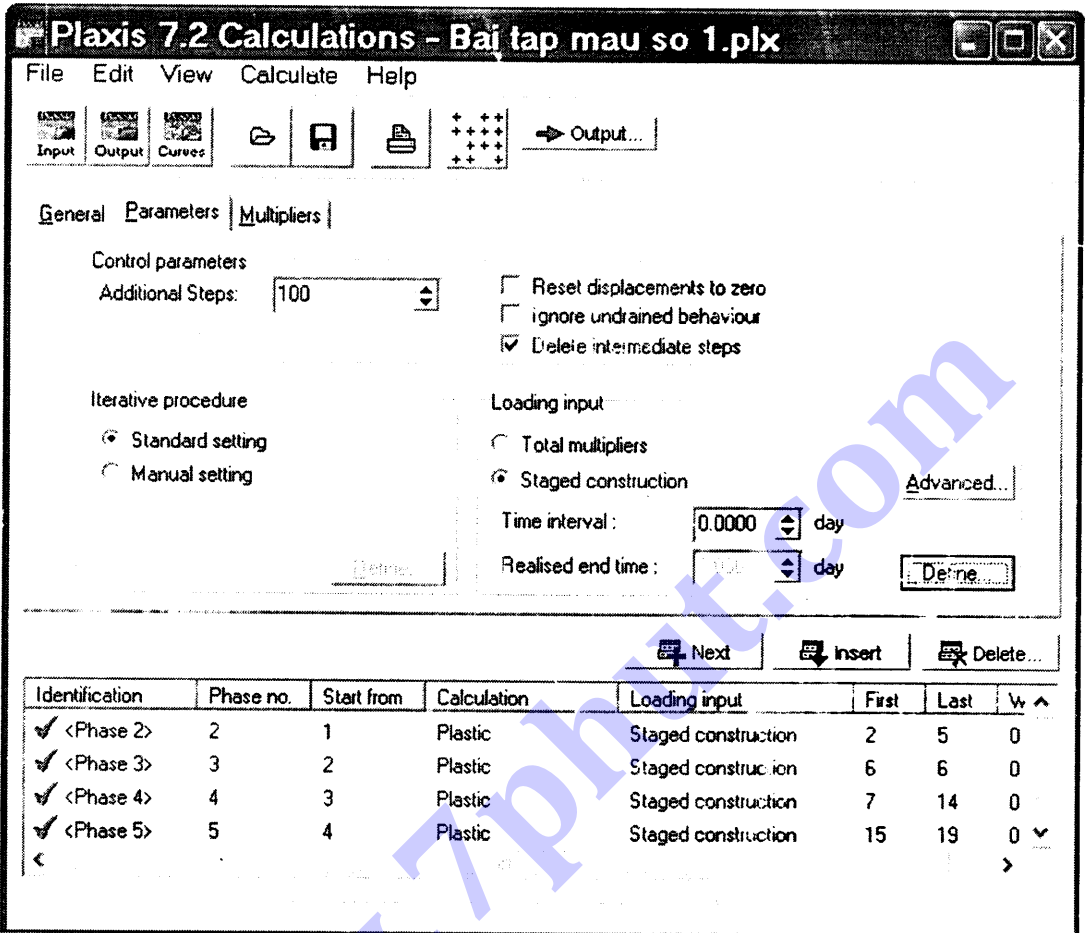 Plaxis 7.2 Calculations - Bai tap mau so 1.plx
File Edit View Calculate Help
Input Output Curves Output...
General Parameters Multipliers
Control parameters
Additional Steps: 100
Reset displacements to zero
ignore undrained behaviour
Delete intermediate steps
Iterative procedure
Standard setting
Manual setting
Define...
Loading input
Total multipliers
Staged construction
Advanced...
Time interval : 0.0000 day
Realised end time : day
Define...
Next Insert Delete...
Identification Phase no. Start from Calculation Loading input First Last W
<Phase 2> 2 1 Plastic Staged construction 2 5 0
<Phase 3> 3 2 Plastic Staged construction 6 6 0
<Phase 4> 4 3 Plastic Staged construction 7 14 0
<Phase 5> 5 4 Plastic Staged construction 15 19 0
7phut.com